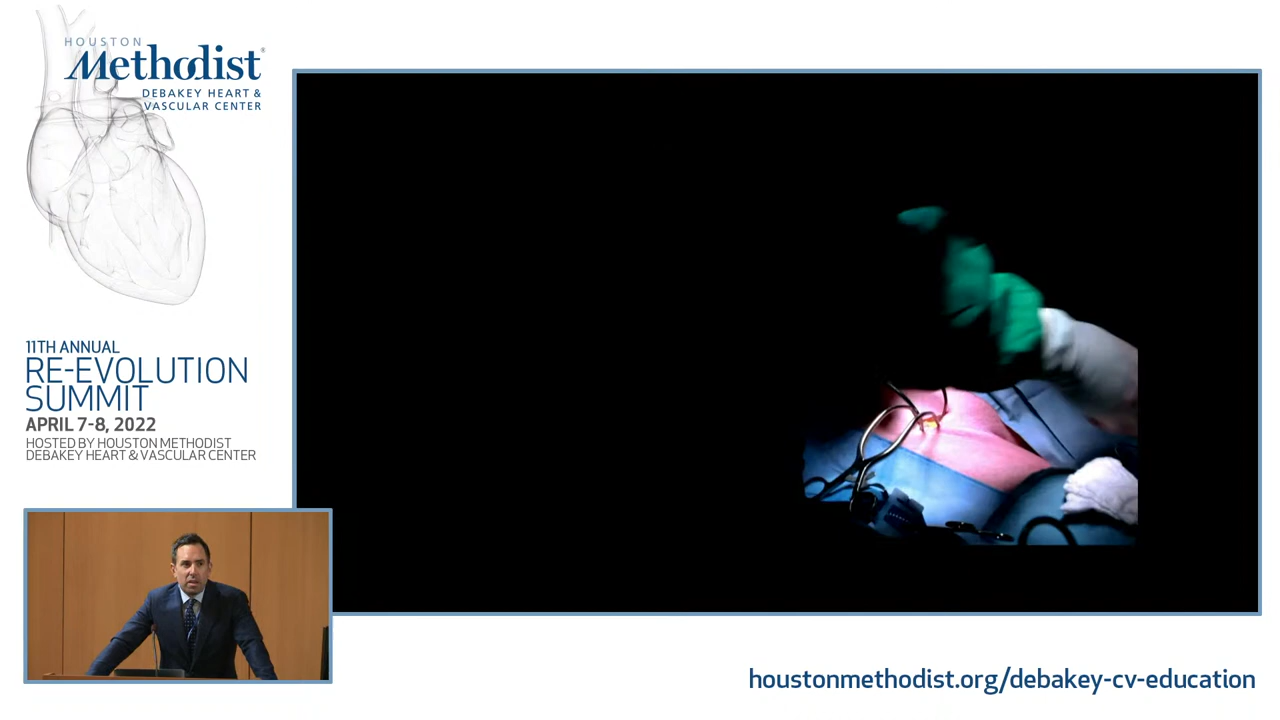 HOUSTON
Methodist®
DEBAKEY HEART &
VASCULAR CENTER
11TH ANNUAL
RE-EVOLUTION
SUMMIT
APRIL 7-8, 2022
HOSTED BY HOUSTON METHODIST
DEBAKEY HEART & VASCULAR CENTER
houstonmethodist.org/debakey-cv-education